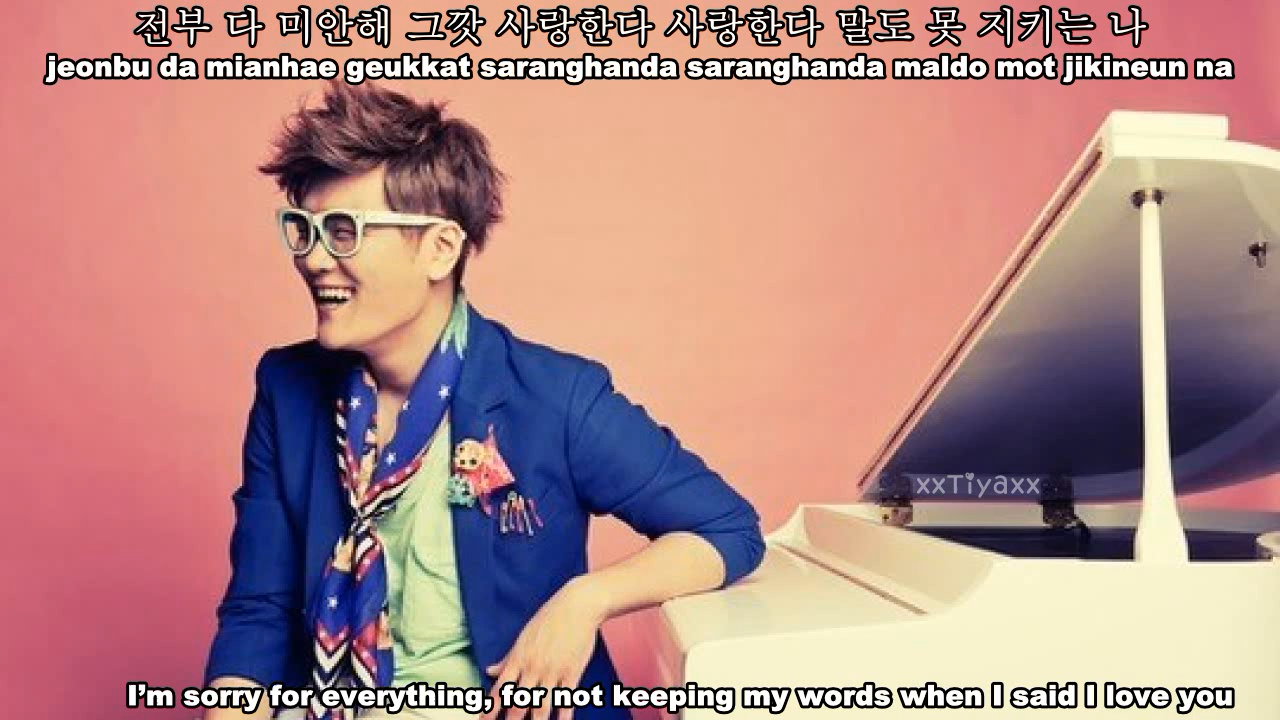 전부 다 미안해 그깟 사랑한다 사랑한다 말도 못 지키는 나
jeonbu da mianhae geukkat saranghanda saranghanda maldo mot jikineun na
xxTiyaxx
I'm sorry for everything, for not keeping my words when I said I love you